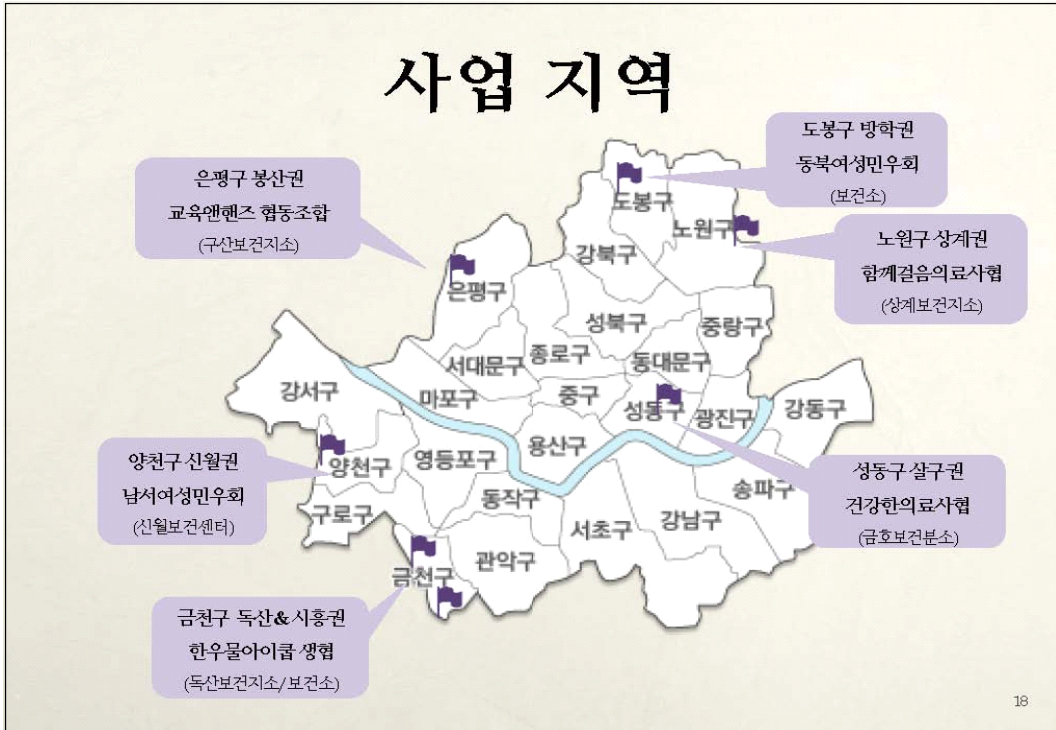 사업 지역
도봉구 방학권
동북여성민우회
(보건소)
은평구 봉산권
교육앤핸즈 협동조합
(구산보건지소)
노원구 상계권
함께걸음의료사협
(상계보건지소)
도봉구
노원구
강북구
은평구
성북구
중랑구
서대문구
종로구
동대문구
강서구
마포구
중구
성동구
광진구
강동구
양천구
영등포구
용산구
송파구
구로구
동작구
서초구
강남구
금천구
관악구
양천구 신월권
남서여성민우회
(신월보건센터)
성동구 살구권
건강한의료사협
(금호보건분소)
금천구 독산&시흥권
한우물아이쿱 생협
(독산보건지소/보건소)
18